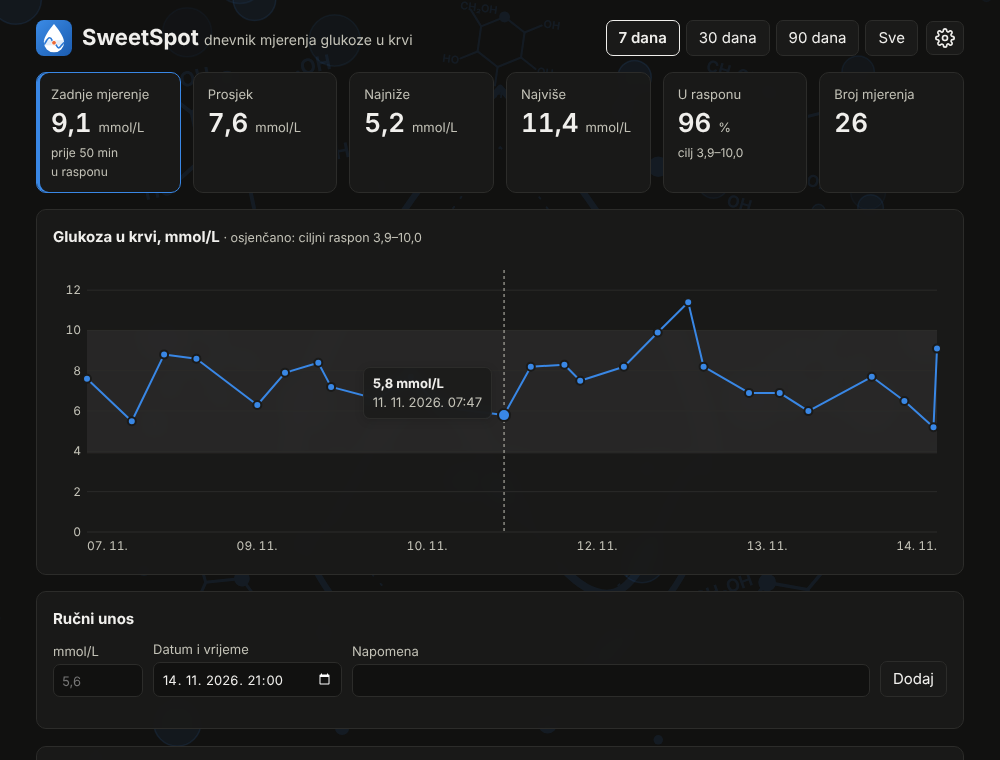 SweetSpot dnevnik mjerenja glukoze u krvi
7 dana
30 dana
90 dana
Sve
Zadnje mjerenje
9,1 mmol/L
prije 50 min
u rasponu
Prosjek
7,6 mmol/L
Najniže
5,2 mmol/L
Najviše
11,4 mmol/L
U rasponu
96 %
cilj 3,9–10,0
Broj mjerenja
26
Glukoza u krvi, mmol/L · osjenčano: ciljni raspon 3,9–10,0
12
10
8
6
4
2
0
5,8 mmol/L
11. 11. 2026. 07:47
07. 11.
09. 11.
10. 11.
12. 11.
13. 11.
14. 11.
Ručni unos
mmol/L
Datum i vrijeme
Napomena
5,6
14. 11. 2026. 21:00
Dodaj